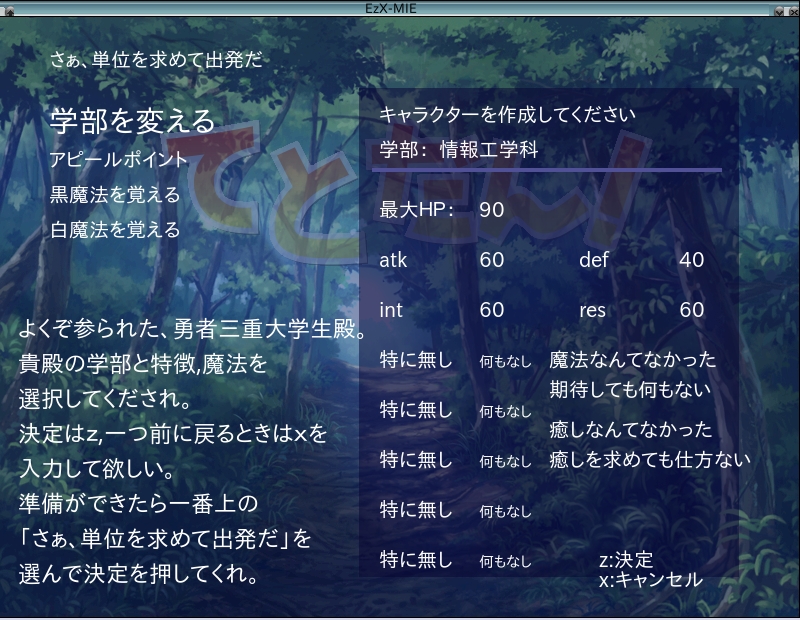 EzX-MIE
さぁ、単位を求めて出発だ
学部を変える
アピールポイント
黒魔法を覚える
白魔法を覚える
よくぞ参られた、勇者三重大学生殿。
貴殿の学部と特徴,魔法を
選択してくだされ。
決定はz,一つ前に戻るときはxを
入力して欲しい。
準備ができたら一番上の
「さぁ、単位を求めて出発だ」を
選んで決定を押してくれ。
てとたん!
キャラクターを作成してください
学部: 情報工学科
最大HP: 90
atk 60 def 40
int 60 res 60
特に無し 何もなし 魔法なんてなかった
期待しても何もない
特に無し 何もなし
癒しなんてなかった
特に無し 何もなし 癒しを求めても仕方ない
特に無し 何もなし
特に無し 何もなし z:決定
x:キャンセル